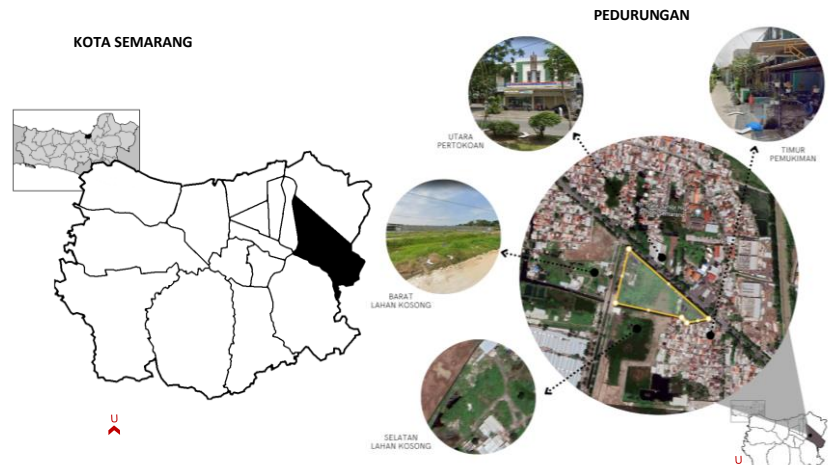 KOTA SEMARANG
PEDURUNGAN
UTARA
PERTOKOAN
TIMUR
PEMUKIMAN
BARAT
LAHAN KOSONG
SELATAN
LAHAN KOSONG
U
U